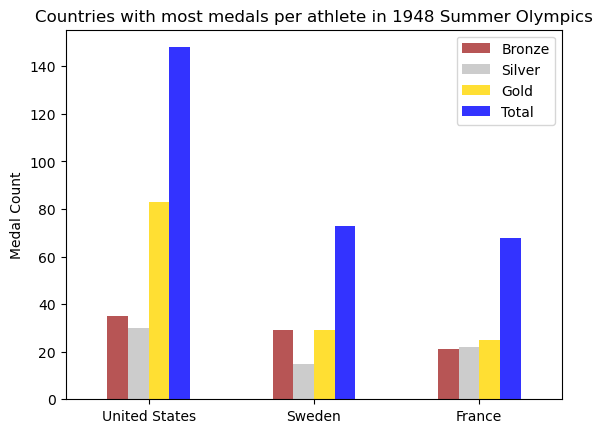 Countries with most medals per athlete in 1948 Summer Olympics
Bronze
Silver
Gold
Total
Medal Count
140
120
100
80
60
40
20
0
United States
Sweden
France